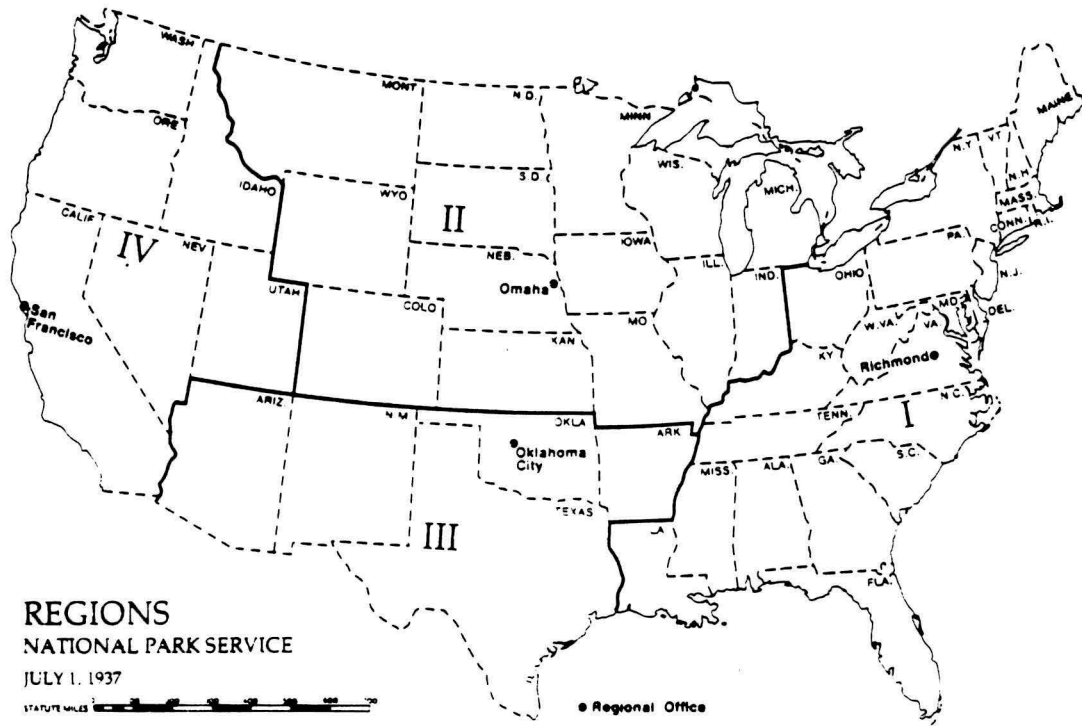 WASH
MONT
N.D.
MINN
MAINE
ORE
N.Y.
VT
WIS.
N.H.
IDAHO
WYO
S.D.
MICH.
MASS.
CONN.
R.I.
CALIF
NEV
II
IOWA
PA.
IV
NEB.
ILL.
IND.
OHIO
N.J.
UTAH
COLO
Omaha
MD.
DEL.
San
Francisco
MO
W.VA.
VA.
KAN
KY
Richmond
ARIZ
N.M
OKLA
ARK
TENN.
N.C.
I
Oklahoma
City
MISS.
ALA.
GA.
S.C.
TEXAS
LA
III
FLA.
REGIONS
NATIONAL PARK SERVICE
JULY 1, 1937
STATUTE MILES
Regional Office